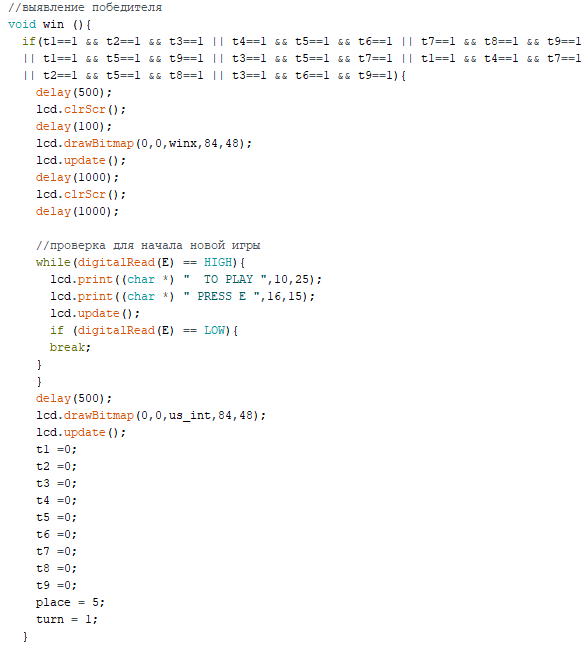 //выявление победителя
void win (){
  if(t1==1 && t2==1 && t3==1 || t4==1 && t5==1 && t6==1 || t7==1 && t8==1 && t9==1
  || t1==1 && t5==1 && t9==1 || t3==1 && t5==1 && t7==1 || t1==1 && t4==1 && t7==1
  || t2==1 && t5==1 && t8==1 || t3==1 && t6==1 && t9==1){
    delay(500);
    lcd.clrScr();
    delay(100);
    lcd.drawBitmap(0,0,winx,84,48);
    lcd.update();
    delay(1000);
    lcd.clrScr();
    delay(1000);

    //проверка для начала новой игры
    while(digitalRead(E) == HIGH){
      lcd.print((char *) "  TO PLAY ",10,25);
      lcd.print((char *) " PRESS E ",16,15);
      lcd.update();
      if (digitalRead(E) == LOW){
      break;
    }
    }
    delay(500);
    lcd.drawBitmap(0,0,us_int,84,48);
    lcd.update();
    t1 =0;
    t2 =0;
    t3 =0;
    t4 =0;
    t5 =0;
    t6 =0;
    t7 =0;
    t8 =0;
    t9 =0;
    place = 5;
    turn = 1;
  }